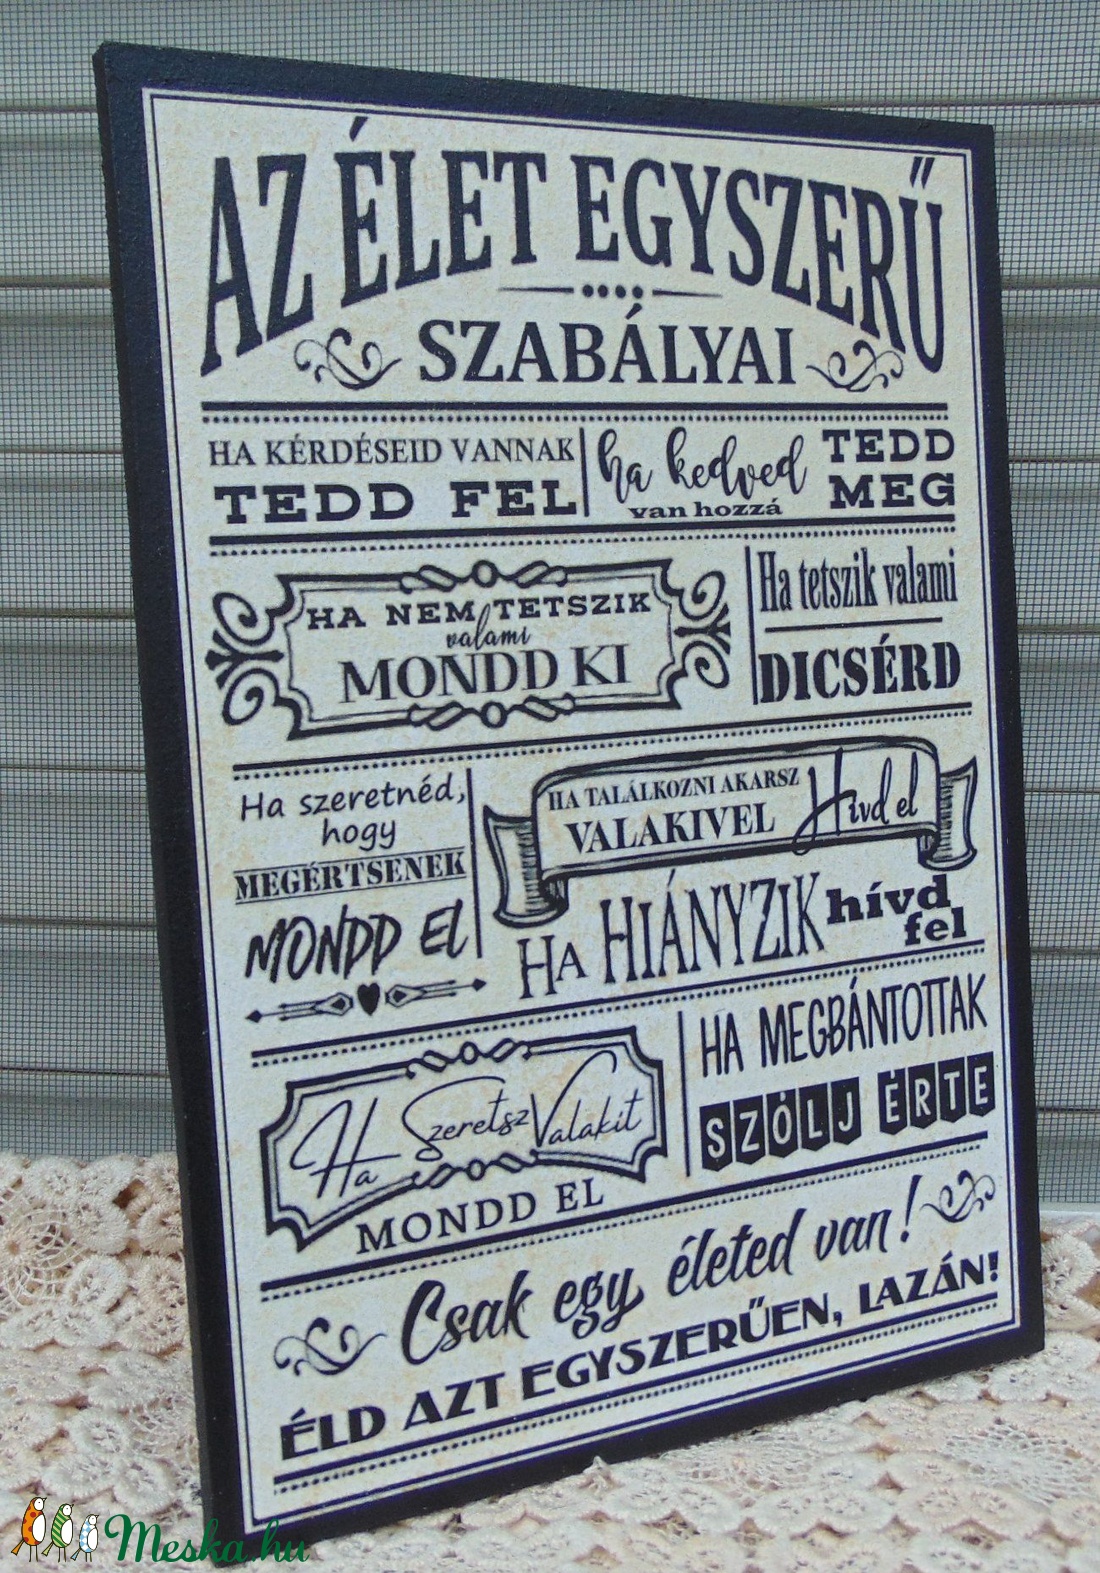 AZ ÉLET EGYSZERŰ
SZABÁLYAI
HA KÉRDÉSEID VANNAK
TEDD FEL
ha kedved
van hozzá
TEDD
MEG
HA NEM TETSZIK
valami
MONDD KI
Ha tetszik valami
DICSÉRD
Ha szeretnéd,
hogy
MEGÉRTSENEK
MONDD EL
HA TALÁLKOZNI AKARSZ
VALAKIVEL
Hívd el
HA HIÁNYZIK
hívd
fel
Ha Szeretsz Valakit
MONDD EL
HA MEGBÁNTOTTAK
SZÓLJ ÉRTE
Csak egy életed van!
ÉLD AZT EGYSZERŰEN, LAZÁN!
Meska.hu